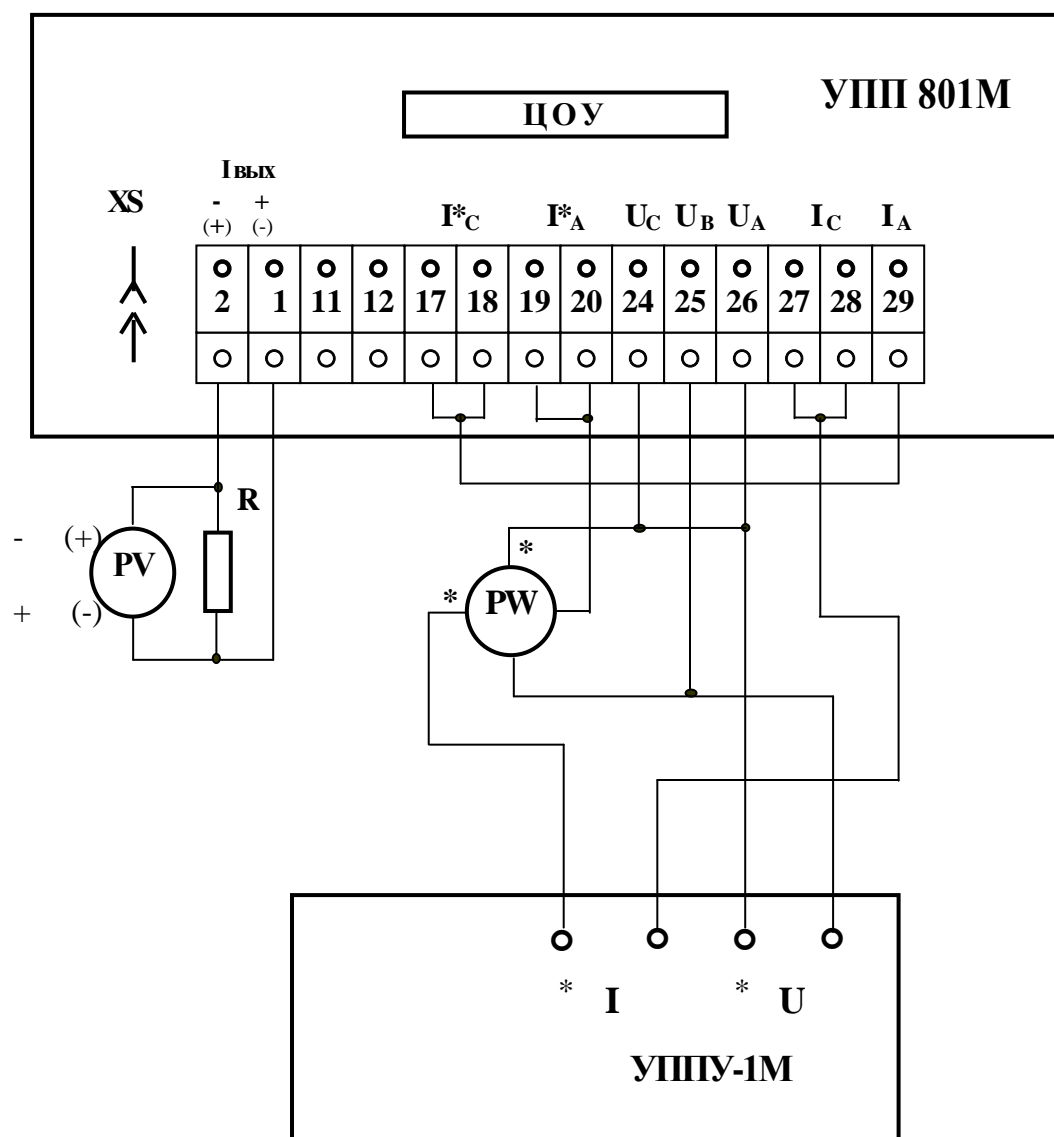 УПП 801М
ЦОУ
I вых
XS
- +
(+) (-)
I*C I*A UC UB UA IC IA
2 1 11 12 17 18 19 20 24 25 26 27 28 29
R
- (+)
PV
+ (-)
*
* PW
* I * U
УППУ-1М